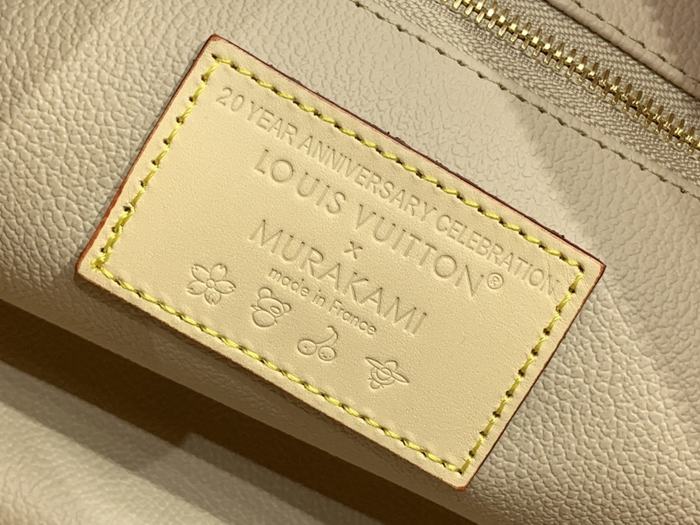 20 YEAR ANNIVERSARY CELEBRATION
LOUIS VUITTON®
×
MURAKAMI
made in France